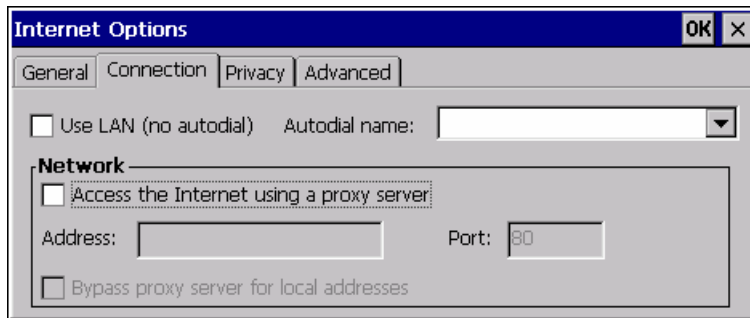 Internet Options OK ×
General Connection Privacy Advanced
Use LAN (no autodial) Autodial name:
Network
Access the Internet using a proxy server
Address: Port: 80
Bypass proxy server for local addresses